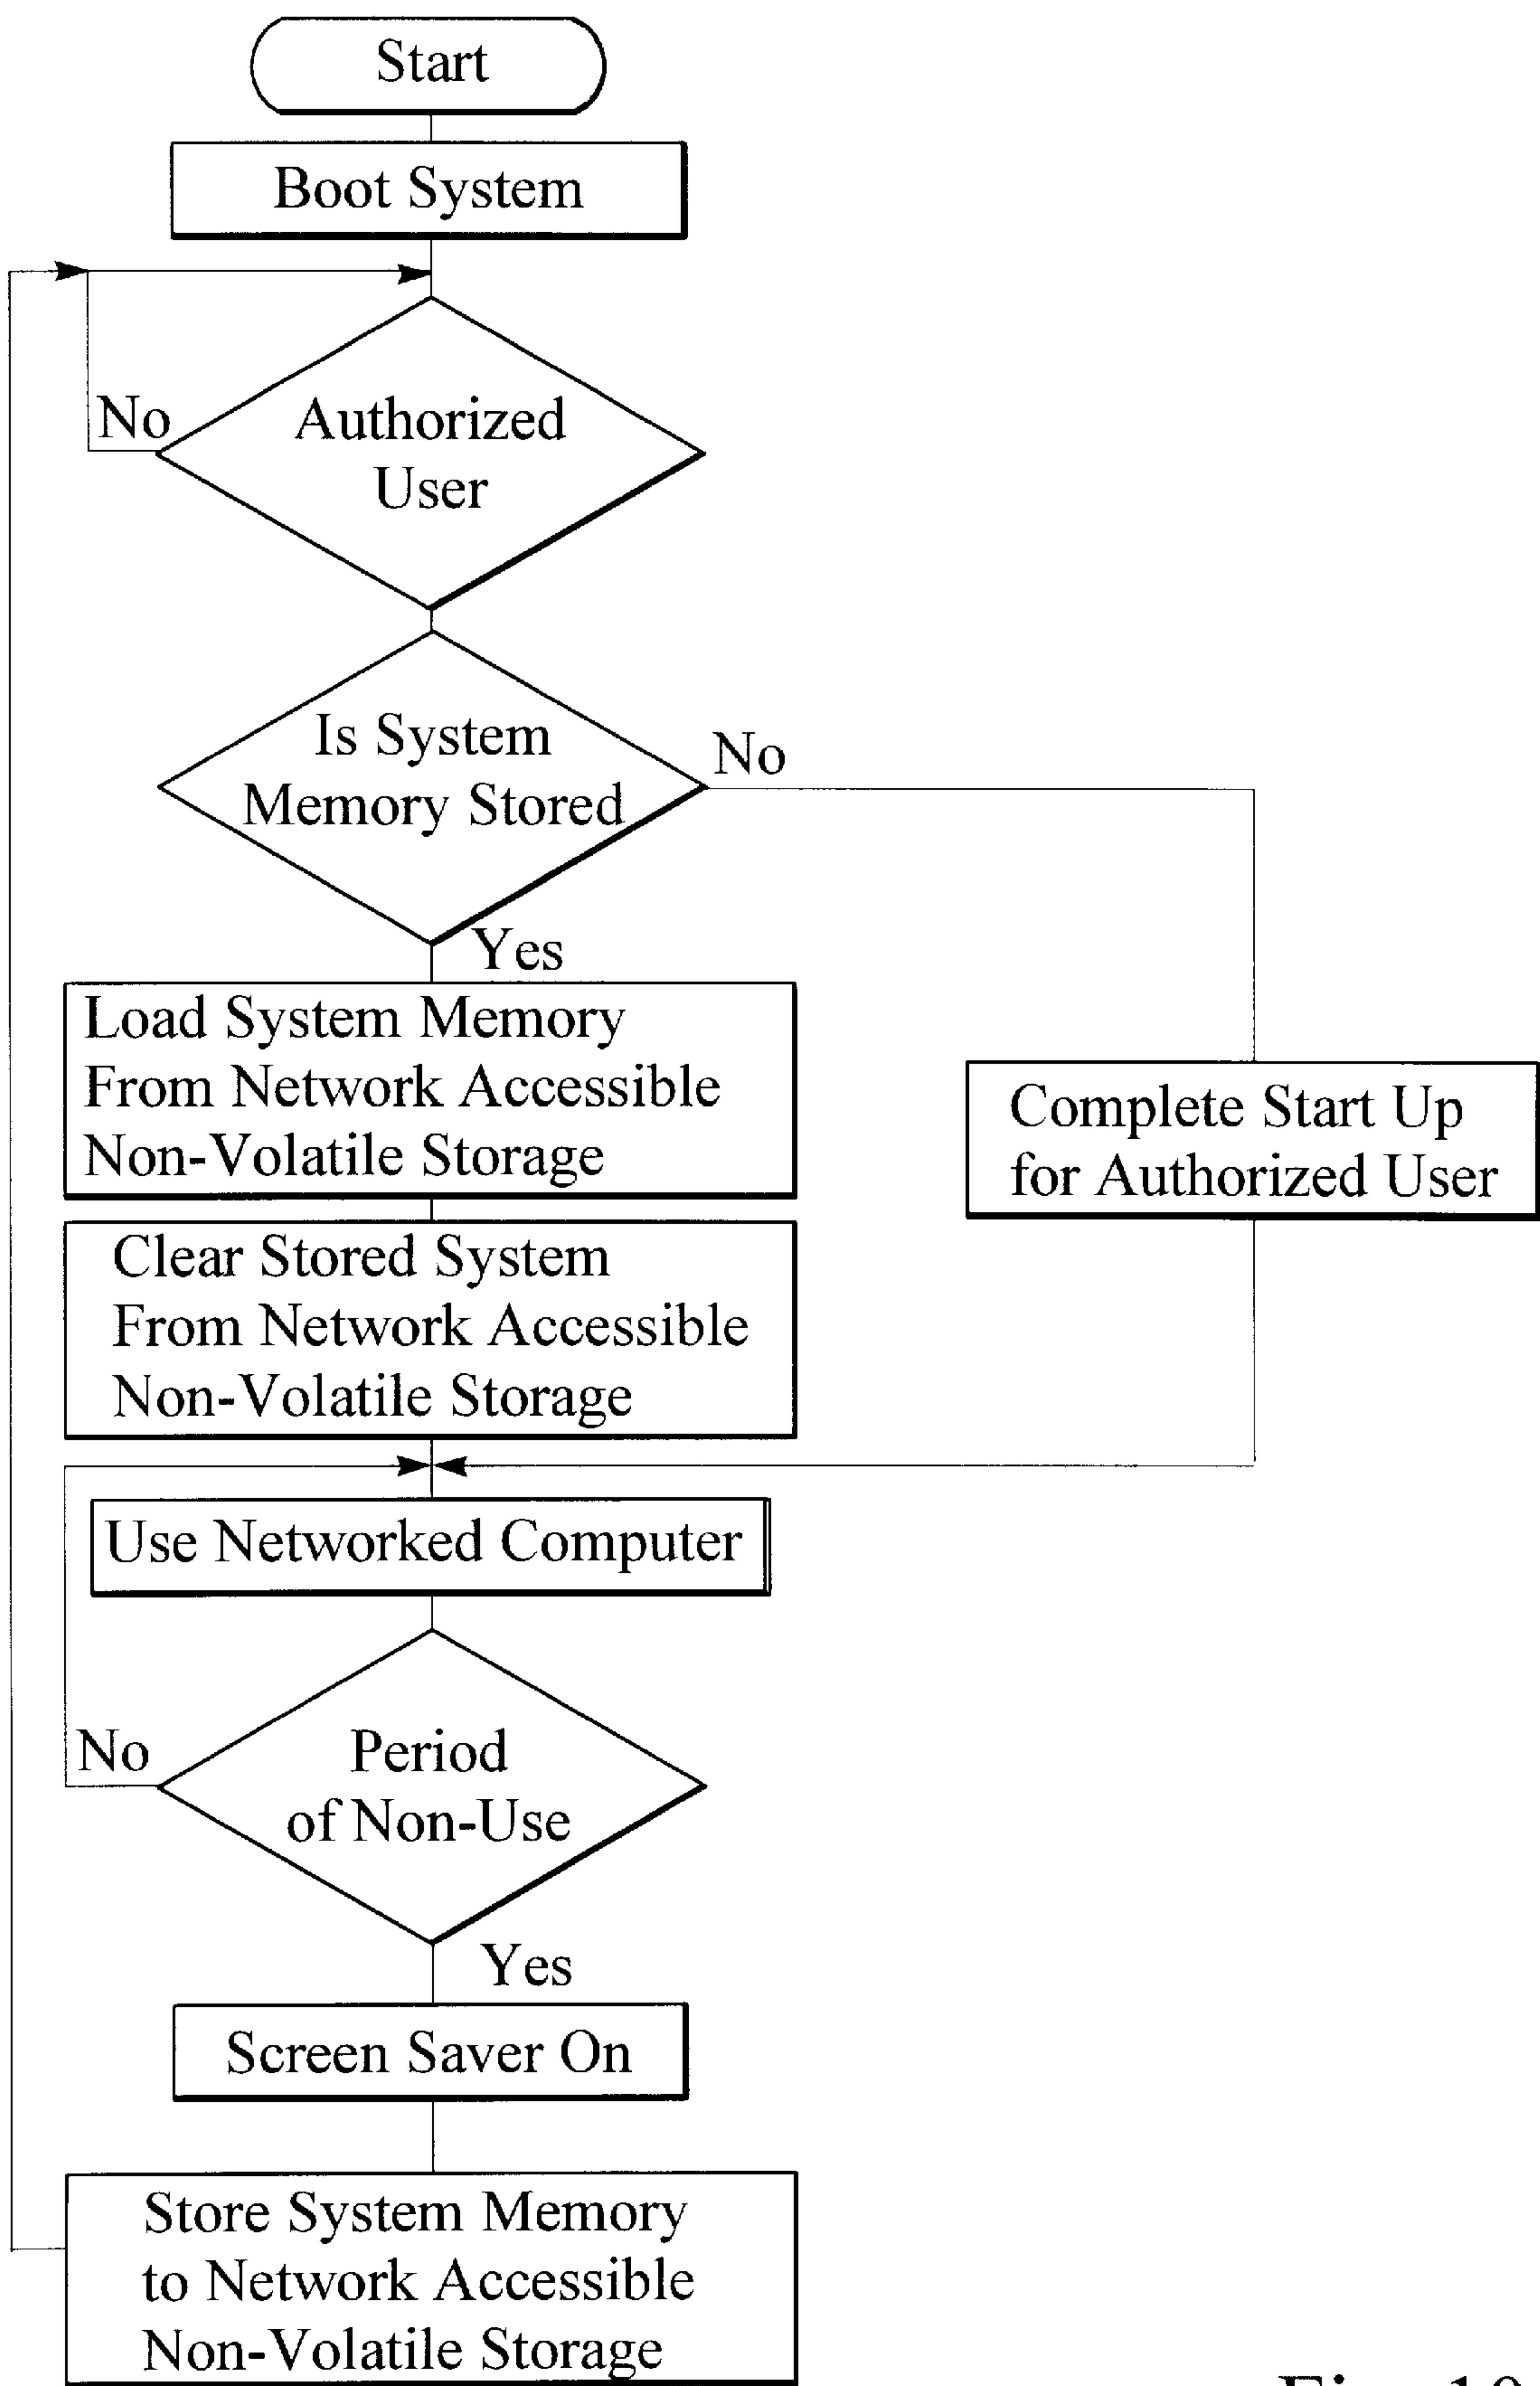 Start
Boot System
No
Authorized
User
Is System
Memory Stored
No
Yes
Load System Memory
From Network Accessible
Non-Volatile Storage
Complete Start Up
for Authorized User
Clear Stored System
From Network Accessible
Non-Volatile Storage
Use Networked Computer
No
Period
of Non-Use
Yes
Screen Saver On
Store System Memory
to Network Accessible
Non-Volatile Storage